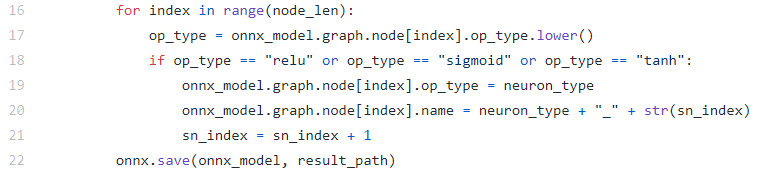 16 for index in range(node_len):
17 op_type = onnx_model.graph.node[index].op_type.lower()
18 if op_type == "relu" or op_type == "sigmoid" or op_type == "tanh":
19 onnx_model.graph.node[index].op_type = neuron_type
20 onnx_model.graph.node[index].name = neuron_type + "_" + str(sn_index)
21 sn_index = sn_index + 1
22 onnx.save(onnx_model, result_path)